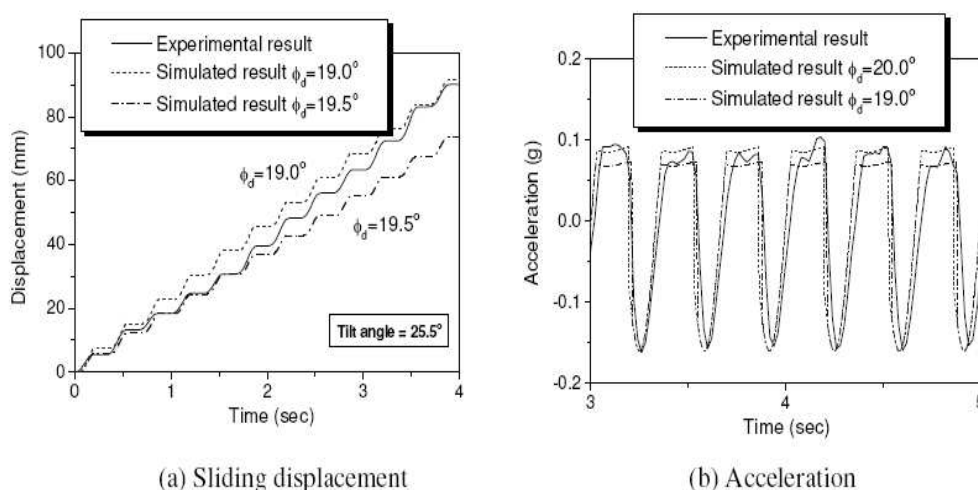 Experimental result
Simulated result ϕd=19.0°
Simulated result ϕd=19.5°
100
80
60
40
20
0
Displacement (mm)
ϕd=19.0°
ϕd=19.5°
Tilt angle = 25.5°
0
1
2
3
4
Time (sec)
(a) Sliding displacement
Experimental result
Simulated result ϕd=20.0°
Simulated result ϕd=19.0°
0.2
0.1
0.0
-0.1
-0.2
Acceleration (g)
3
4
5
Time (sec)
(b) Acceleration